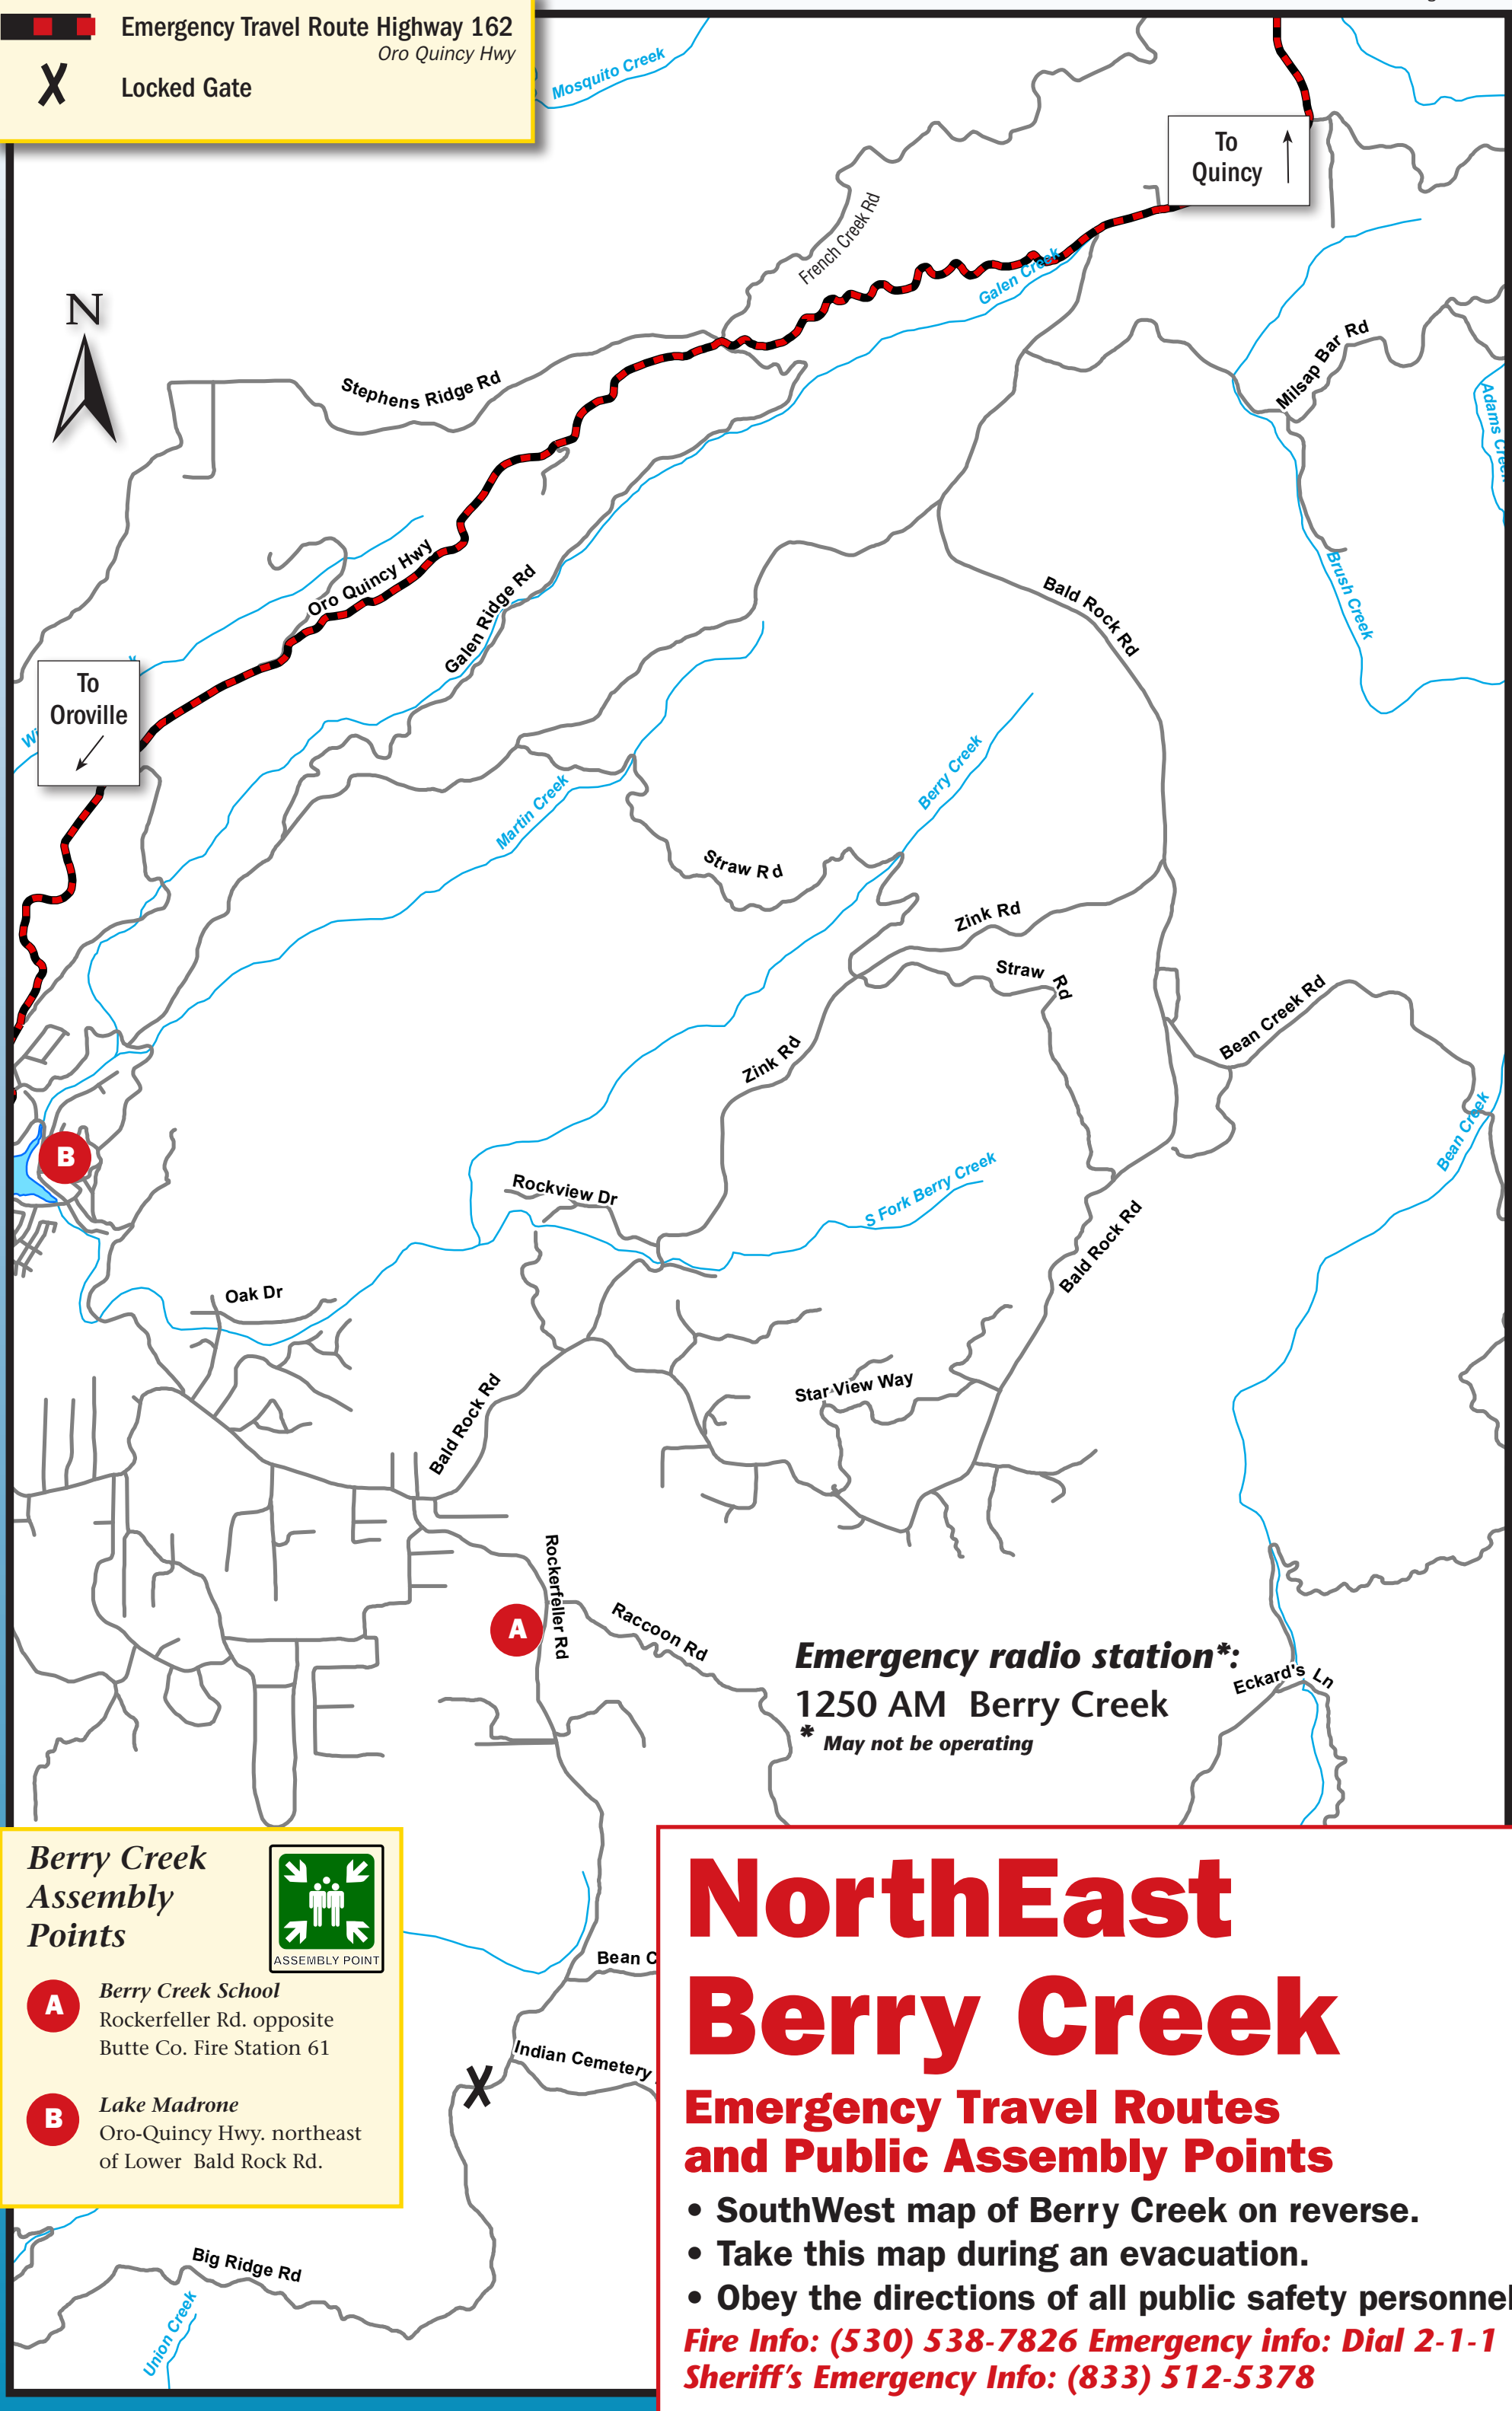 Emergency Travel Route Highway 162
Oro Quincy Hwy
X Locked Gate
Mosquito Creek
To
Quincy
French Creek Rd
Galen Creek
N
Stephens Ridge Rd
Milsap Bar Rd
Adams Creek
Oro Quincy Hwy
Galen Ridge Rd
Bald Rock Rd
Brush Creek
To
Oroville
Berry Creek
Martin Creek
Straw Rd
Zink Rd
Straw Rd
Bean Creek Rd
Zink Rd
Bean Creek
B
Rockview Dr
S Fork Berry Creek
Bald Rock Rd
Oak Dr
Star View Way
Bald Rock Rd
Rockerfeller Rd
A
Raccoon Rd
Emergency radio station*:
1250 AM Berry Creek
* May not be operating
Eckard's Ln
Berry Creek
Assembly
Points
ASSEMBLY POINT
A
Berry Creek School
Rockerfeller Rd. opposite
Butte Co. Fire Station 61
B
Lake Madrone
Oro-Quincy Hwy. northeast
of Lower Bald Rock Rd.
Bean C
Indian Cemetery
X
Big Ridge Rd
Union Creek
NorthEast
Berry Creek
Emergency Travel Routes
and Public Assembly Points
• SouthWest map of Berry Creek on reverse.
• Take this map during an evacuation.
• Obey the directions of all public safety personnel
Fire Info: (530) 538-7826 Emergency info: Dial 2-1-1
Sheriff's Emergency Info: (833) 512-5378